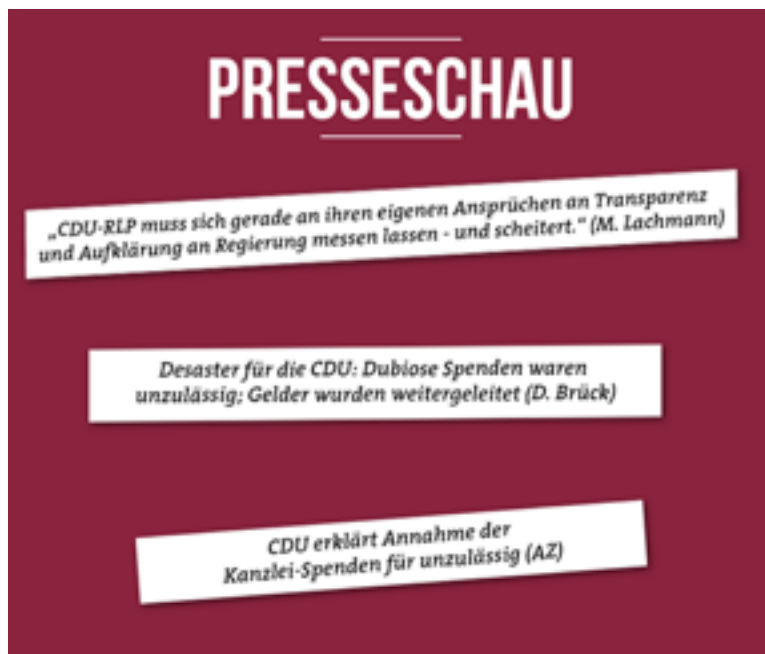 PRESSESCHAU
„CDU-RLP muss sich gerade an ihren eigenen Ansprüchen an Transparenz
und Aufklärung an Regierung messen lassen - und scheitert.“ (M. Lachmann)
Desaster für die CDU: Dubiose Spenden waren
unzulässig; Gelder wurden weitergeleitet (D. Brück)
CDU erklärt Annahme der
Kanzlei-Spenden für unzulässig (AZ)